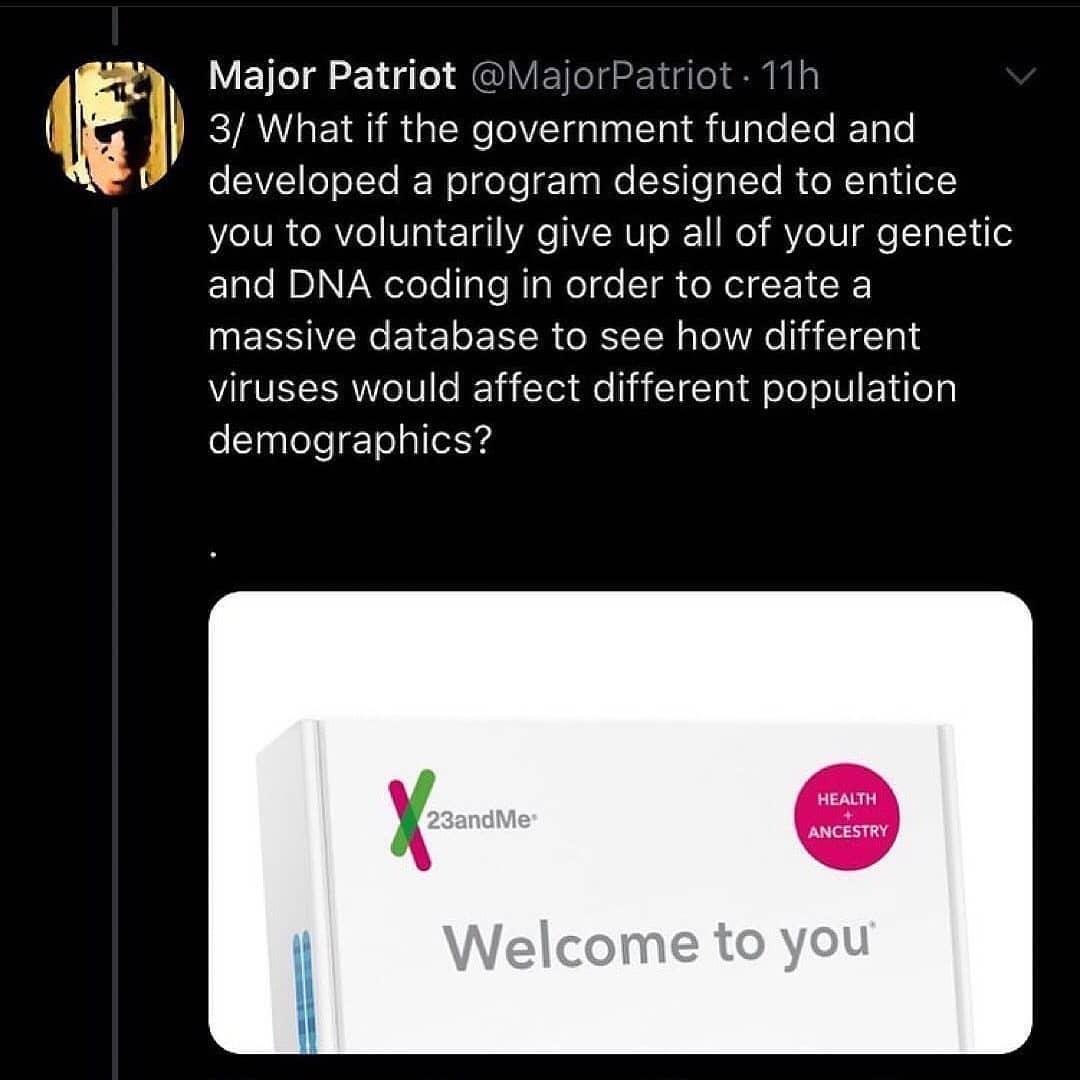 Major Patriot @MajorPatriot · 11h
3/ What if the government funded and
developed a program designed to entice
you to voluntarily give up all of your genetic
and DNA coding in order to create a
massive database to see how different
viruses would affect different population
demographics?
.
23andMe®
HEALTH
+
ANCESTRY
Welcome to you®